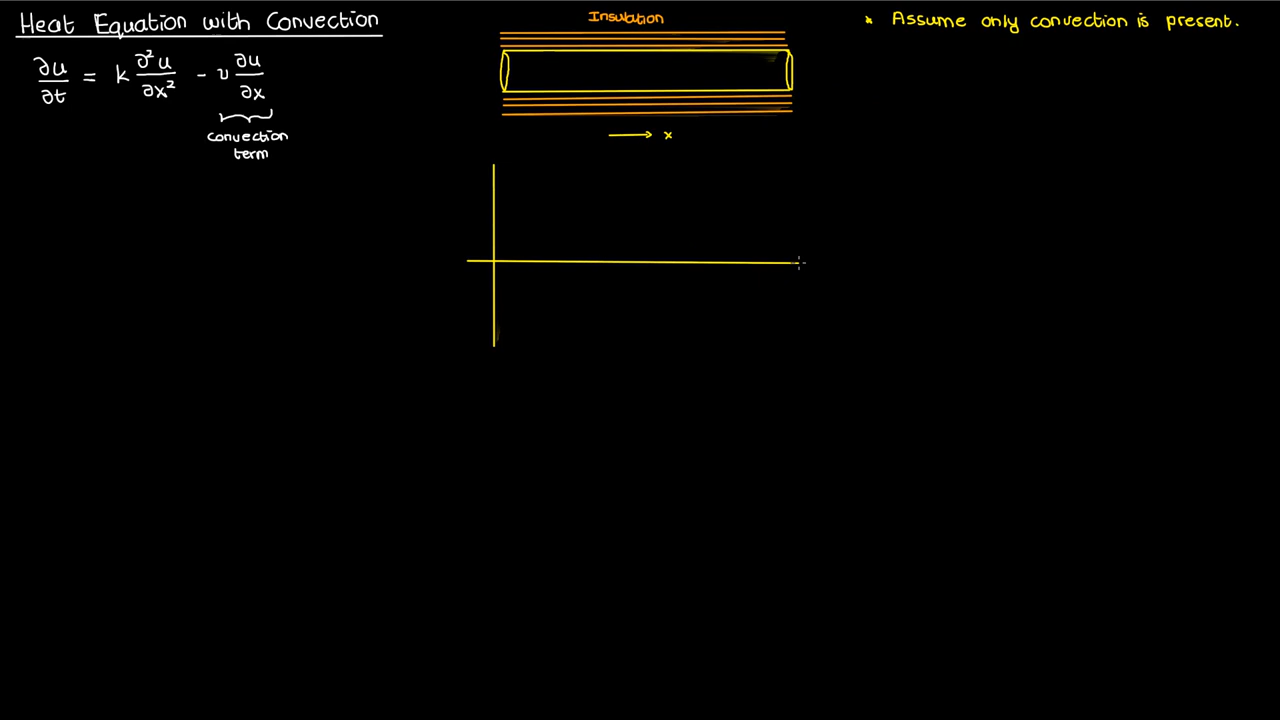 Heat Equation with Convection
∂u/∂t = k ∂²u/∂x² - v ∂u/∂x
convection
term
Insulation
x
* Assume only convection is present.